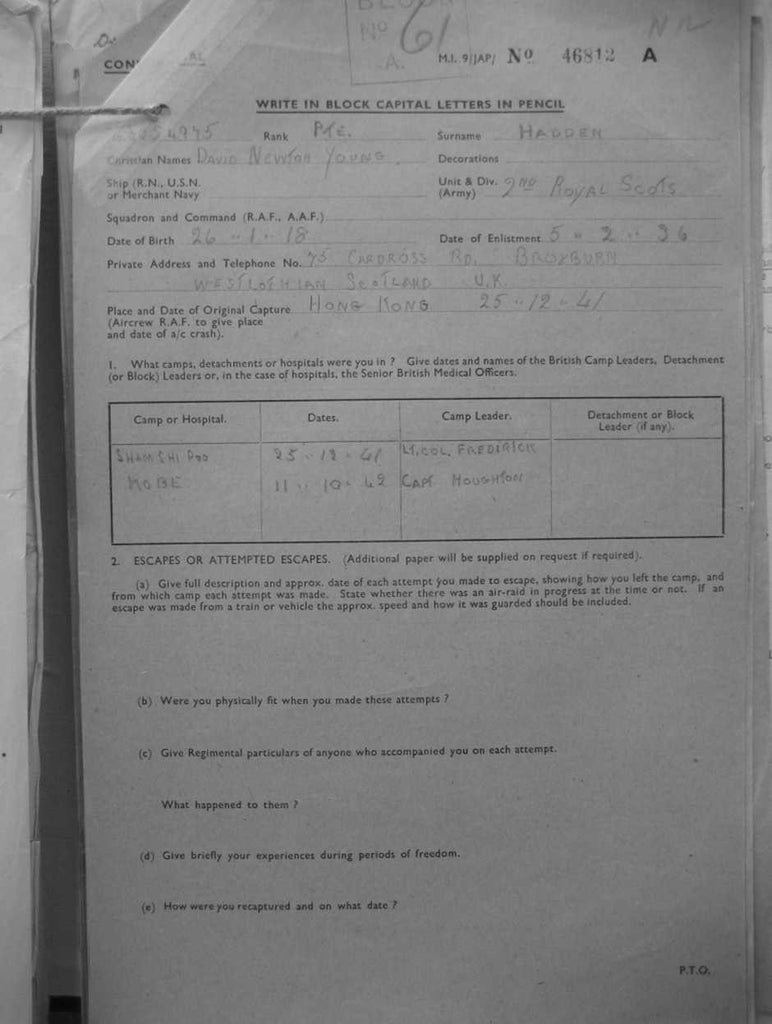 BLOCK
No 61
A.
M.I. 9/JAP/ No 46812 A
WRITE IN BLOCK CAPITAL LETTERS IN PENCIL
Rank PTE. Surname HADDEN
Christian Names DAVID NEWTON YOUNG. Decorations
Ship (R.N., U.S.N. or Merchant Navy Unit & Div. (Army) 2ND ROYAL SCOTS
Squadron and Command (R.A.F., A.A.F.)
Date of Birth 26 .. 1 .. 18 Date of Enlistment 5 .. 2 .. 36
Private Address and Telephone No. 75 CARDROSS RD. BROXBURN
WESTLOTHIAN SCOTLAND U.K.
Place and Date of Original Capture HONG KONG 25 .. 12 .. 41
(Aircrew R.A.F. to give place
and date of a/c crash).
1. What camps, detachments or hospitals were you in ? Give dates and names of the British Camp Leaders, Detachment
(or Block) Leaders or, in the case of hospitals, the Senior British Medical Officers.
Camp or Hospital. Dates. Camp Leader. Detachment or Block Leader (if any).
SHAMSHI POO 25 .. 12 .. 41 LT.COL. FREDIRICK
KOBE 11 .. 10 .. 42 CAPT HOUGHTON
2. ESCAPES OR ATTEMPTED ESCAPES. (Additional paper will be supplied on request if required).
(a) Give full description and approx. date of each attempt you made to escape, showing how you left the camp, and
from which camp each attempt was made. State whether there was an air-raid in progress at the time or not. If an
escape was made from a train or vehicle the approx. speed and how it was guarded should be included.
(b) Were you physically fit when you made these attempts ?
(c) Give Regimental particulars of anyone who accompanied you on each attempt.
What happened to them ?
(d) Give briefly your experiences during periods of freedom.
(e) How were you recaptured and on what date ?
P.T.O.